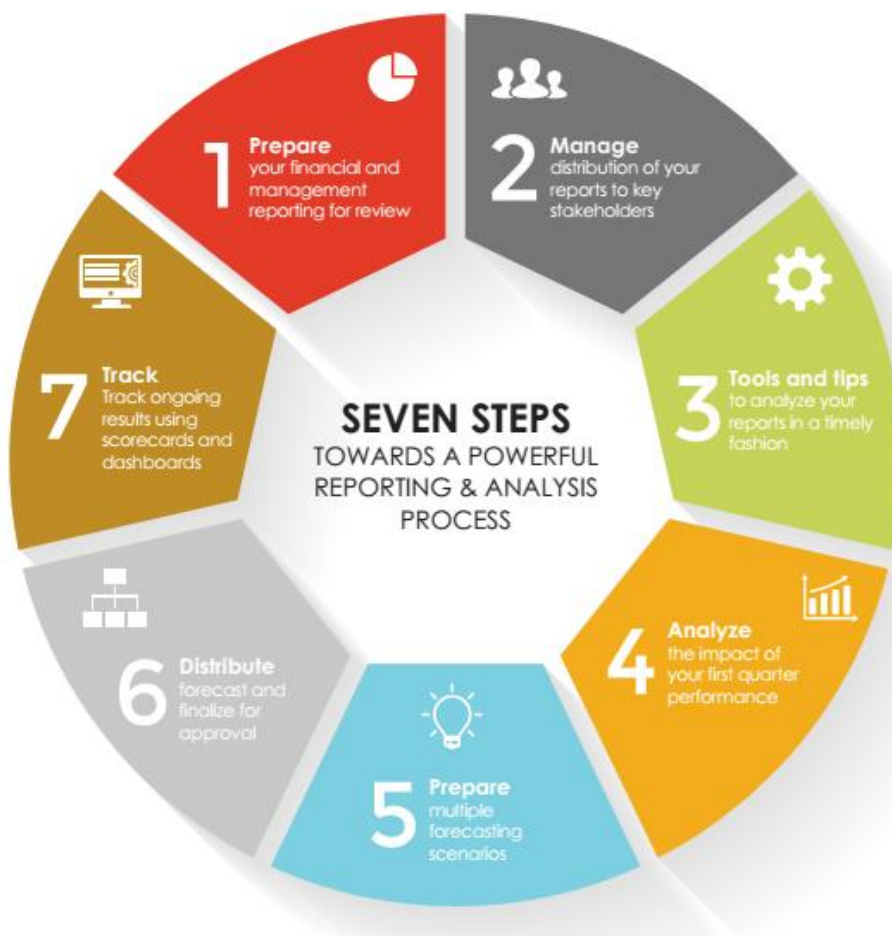 1
Prepare
your financial and
management
reporting for review
2
Manage
distribution of your
reports to key
stakeholders
3
Tools and tips
to analyze your
reports in a timely
fashion
4
Analyze
the impact of
your first quarter
performance
5
Prepare
multiple
forecasting
scenarios
6
Distribute
forecast and
finalize for
approval
7
Track
Track ongoing
results using
scorecards and
dashboards
SEVEN STEPS
TOWARDS A POWERFUL
REPORTING & ANALYSIS
PROCESS